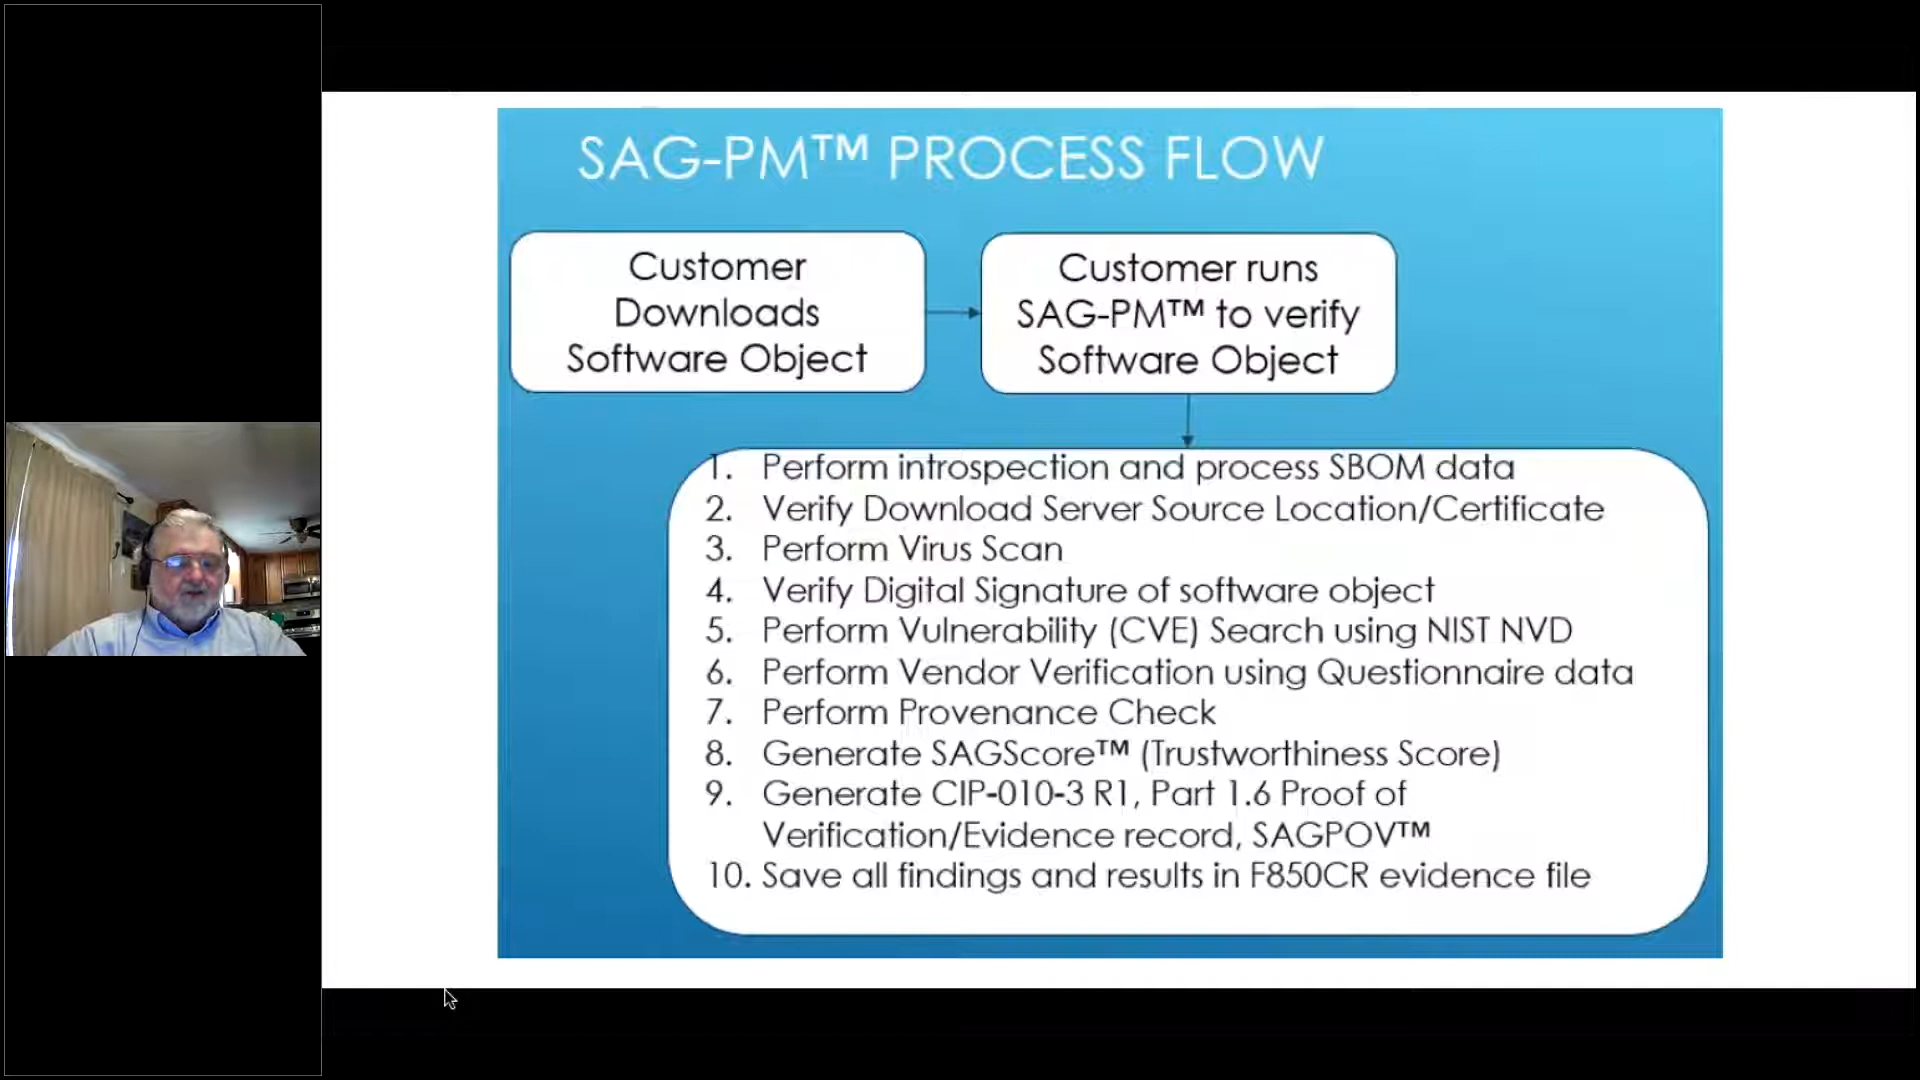 SAG-PM™ PROCESS FLOW
Customer
Downloads
Software Object
Customer runs
SAG-PM™ to verify
Software Object
1. Perform introspection and process SBOM data
2. Verify Download Server Source Location/Certificate
3. Perform Virus Scan
4. Verify Digital Signature of software object
5. Perform Vulnerability (CVE) Search using NIST NVD
6. Perform Vendor Verification using Questionnaire data
7. Perform Provenance Check
8. Generate SAGScore™ (Trustworthiness Score)
9. Generate CIP-010-3 R1, Part 1.6 Proof of
Verification/Evidence record, SAGPOV™
10. Save all findings and results in F850CR evidence file